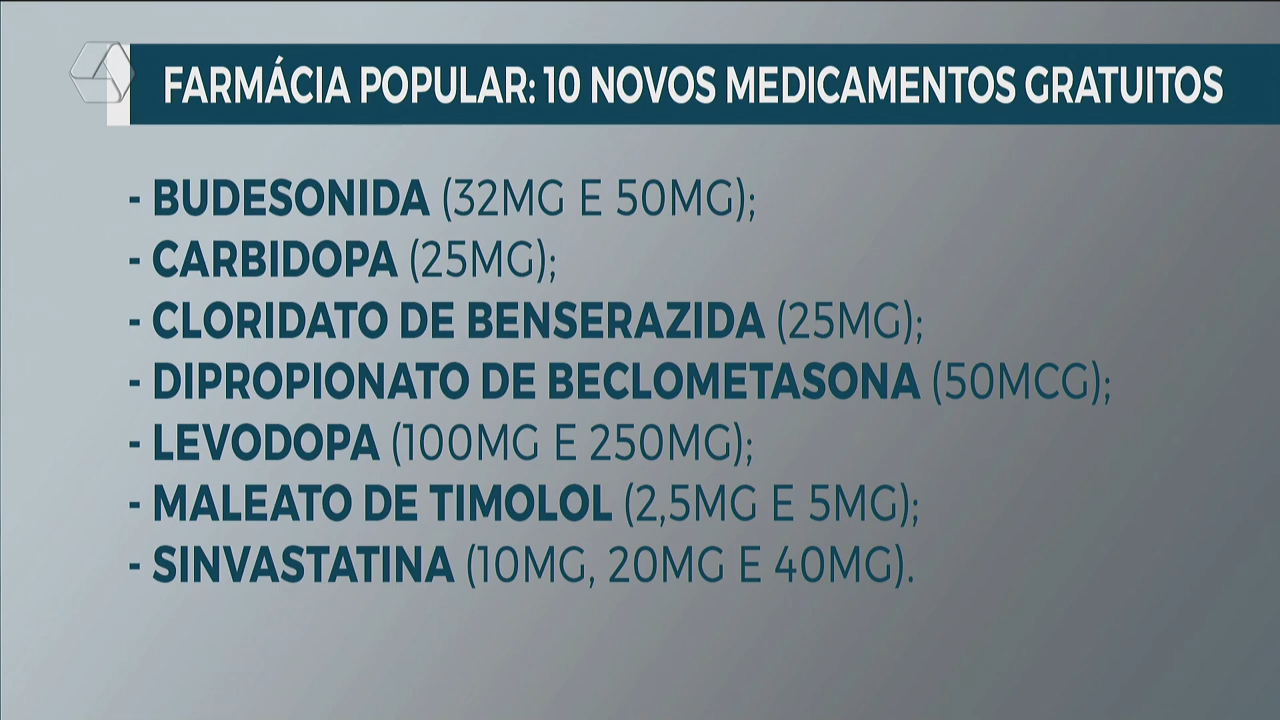 FARMÁCIA POPULAR: 10 NOVOS MEDICAMENTOS GRATUITOS
- BUDESONIDA (32MG E 50MG);
- CARBIDOPA (25MG);
- CLORIDATO DE BENSERAZIDA (25MG);
- DIPROPIONATO DE BECLOMETASONA (50MCG);
- LEVODOPA (100MG E 250MG);
- MALEATO DE TIMOLOL (2,5MG E 5MG);
- SINVASTATINA (10MG, 20MG E 40MG).